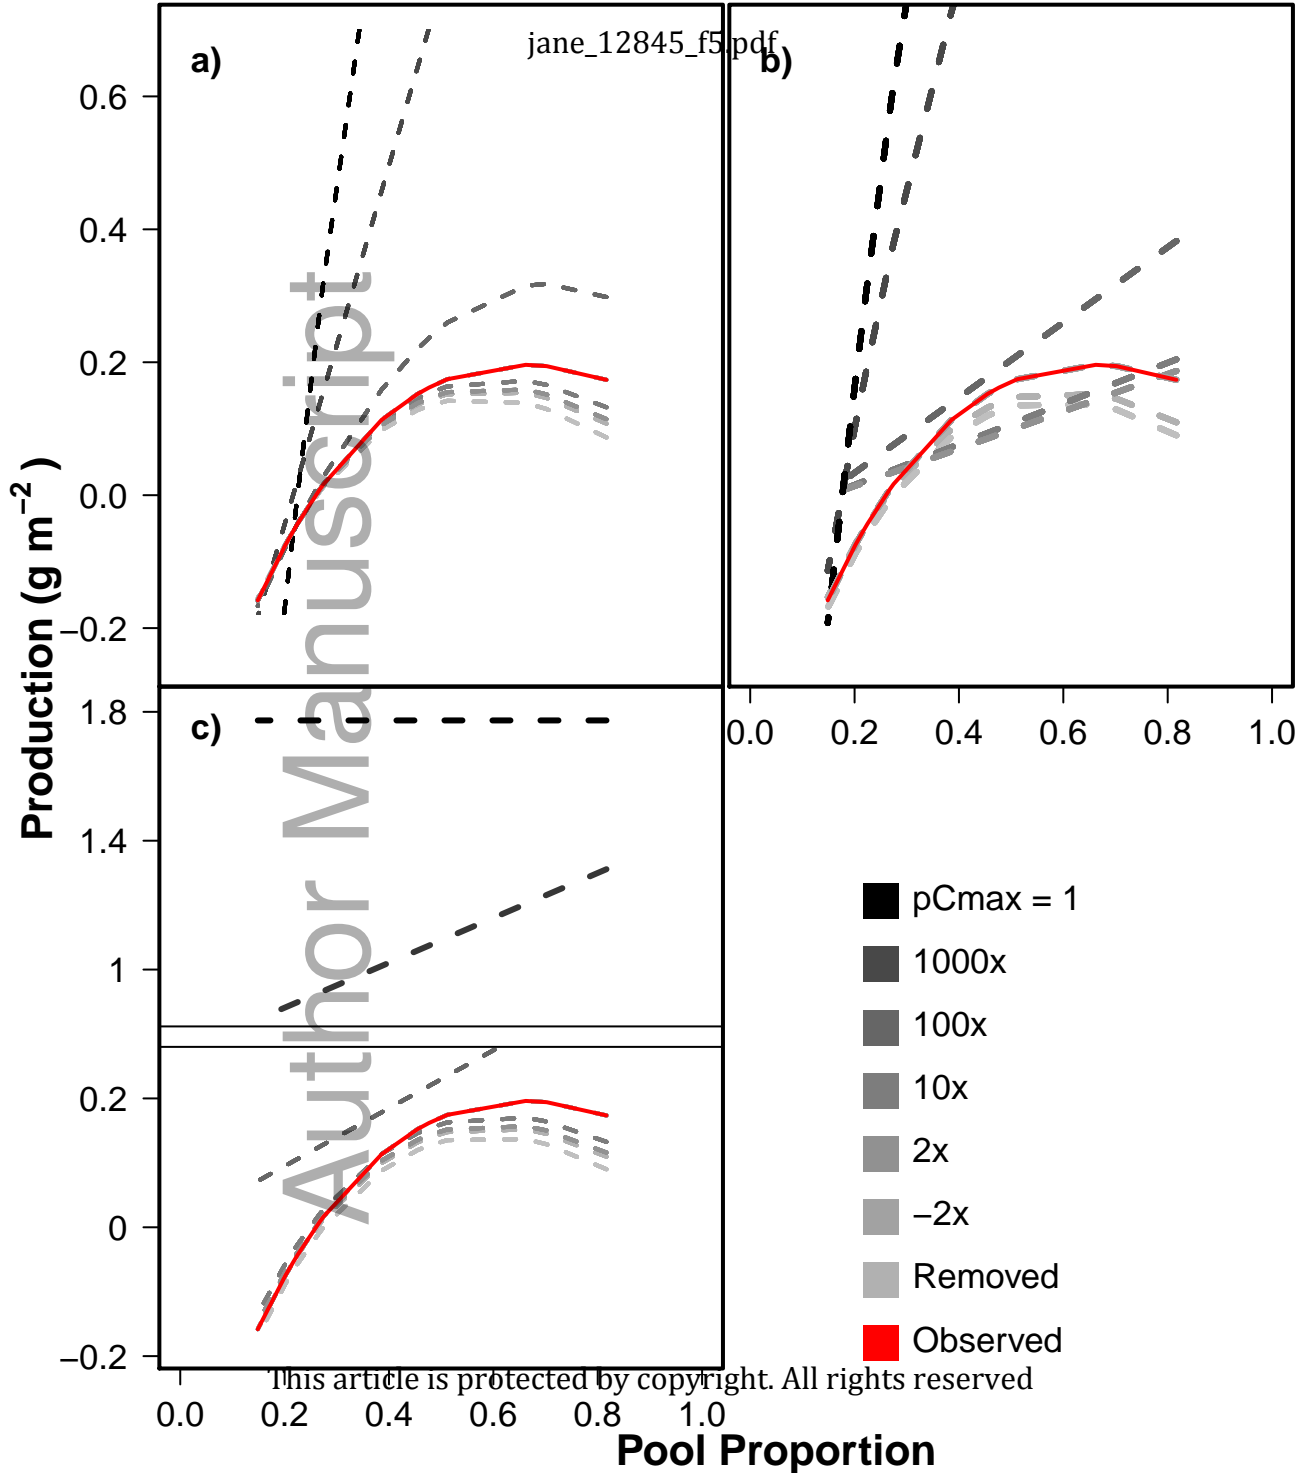 jane_12845_f5.pdf
a)
b)
0.6
0.4
0.2
0.0
−0.2
0.0 0.2 0.4 0.6 0.8 1.0
c)
1.8
1.4
1
0.2
0
−0.2
0.0 0.2 0.4 0.6 0.8 1.0
Production (g m−2)
Pool Proportion
pCmax = 1
1000x
100x
10x
2x
−2x
Removed
Observed
Author Manuscript
This article is protected by copyright. All rights reserved